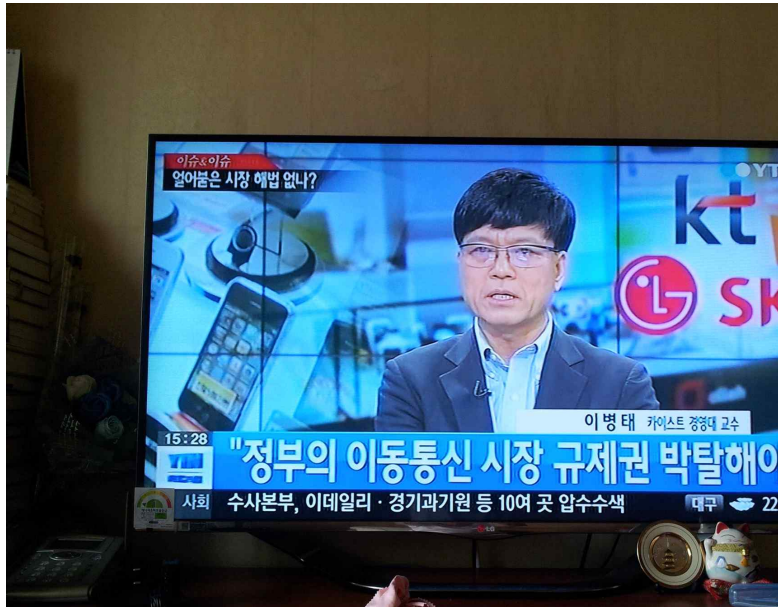 이슈&이슈
얼어붙은 시장 해법 없나?
YT
kt
LG
SK
이병태 카이스트 경영대 교수
15:28
"정부의 이동통신 시장 규제권 박탈해야
사회 수사본부, 이데일리·경기과기원 등 10여 곳 압수수색 대구 22
LG